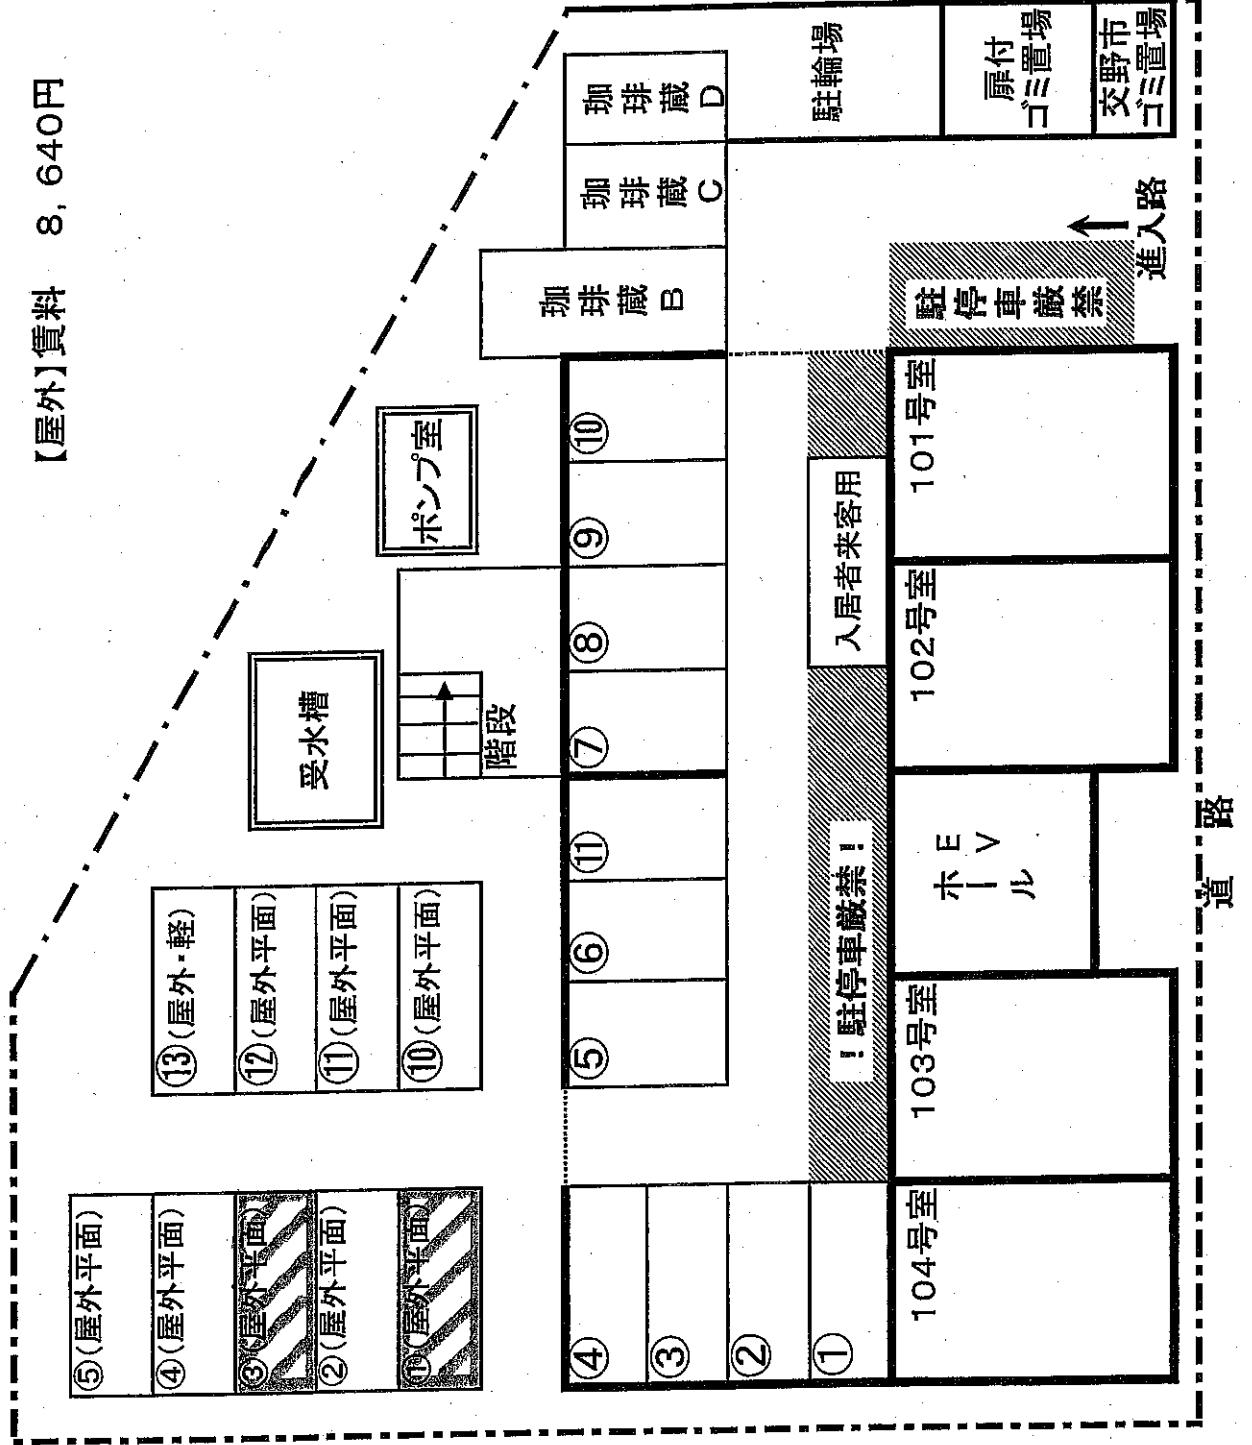 【屋外】賃料　8,640円
⑤(屋外平面)
④(屋外平面)
③(屋外平面)
②(屋外平面)
①(屋外平面)
⑬(屋外・軽)
⑫(屋外平面)
⑪(屋外平面)
⑩(屋外平面)
受水槽
階段
ポンプ室
④
③
②
①
⑤
⑥
⑪
⑦
⑧
⑨
⑩
珈琲蔵B
珈琲蔵C
珈琲蔵D
駐輪場
扉付
ゴミ置場
交野市
ゴミ置場
！駐停車厳禁！
入居者来客用
駐停車厳禁
進入路
104号室
103号室
EV
ホール
102号室
101号室
道　路